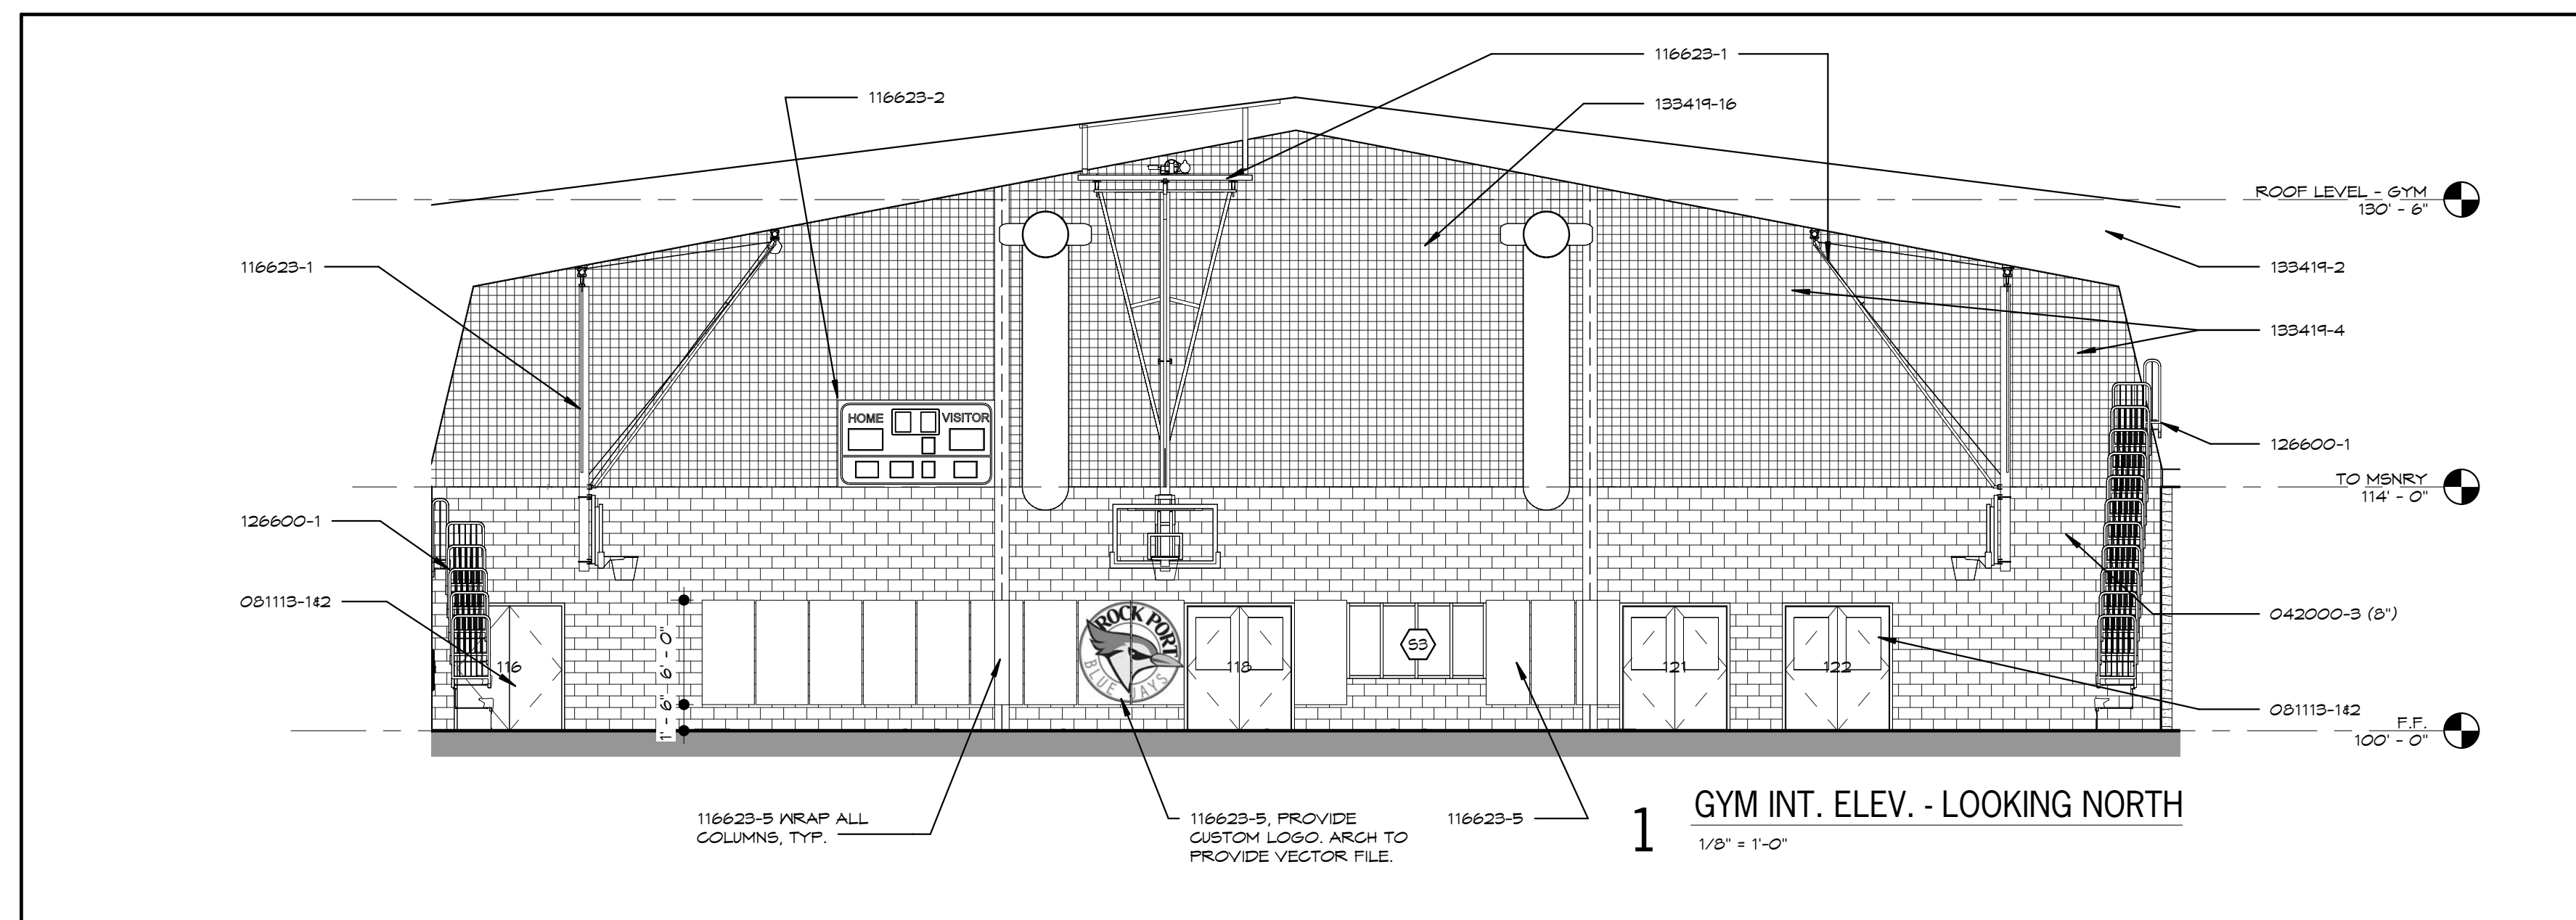 116623-1
116623-2
133419-16
ROOF LEVEL - GYM
130' - 6"
116623-1
133419-2
133419-4
HOME
VISITOR
126600-1
TO MSNRY
114' - 0"
126600-1
081113-1&2
6' - 0"
1' - 6"
042000-3 (8")
ROCK PORT
BLUE JAYS
S3
116
118
121
122
081113-1&2
F.F.
100' - 0"
116623-5 WRAP ALL
COLUMNS, TYP.
116623-5, PROVIDE
CUSTOM LOGO. ARCH TO
PROVIDE VECTOR FILE.
116623-5
1
GYM INT. ELEV. - LOOKING NORTH
1/8" = 1'-0"